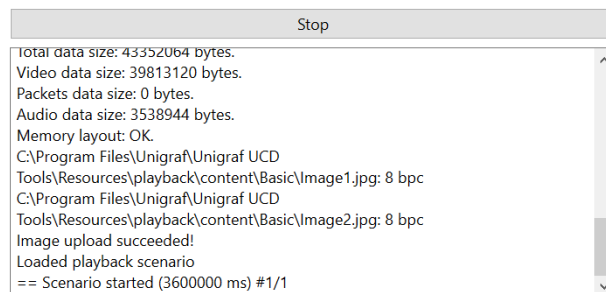 Stop
Total data size: 43352064 bytes.
Video data size: 39813120 bytes.
Packets data size: 0 bytes.
Audio data size: 3538944 bytes.
Memory layout: OK.
C:\Program Files\Unigraf\Unigraf UCD
Tools\Resources\playback\content\Basic\Image1.jpg: 8 bpc
C:\Program Files\Unigraf\Unigraf UCD
Tools\Resources\playback\content\Basic\Image2.jpg: 8 bpc
Image upload succeeded!
Loaded playback scenario
== Scenario started (3600000 ms) #1/1